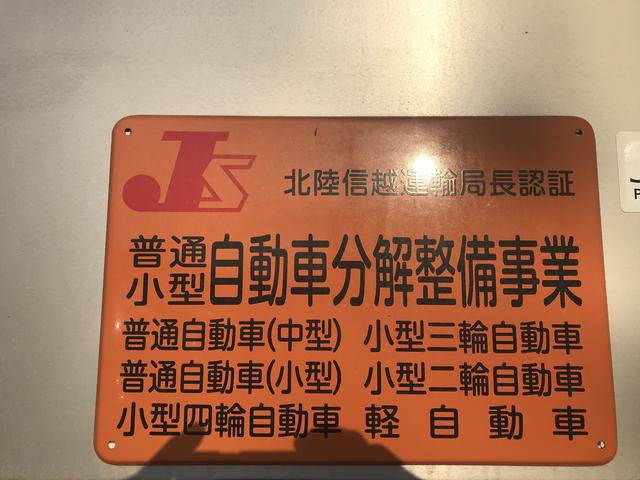 JS
北陸信越運輸局長認証
普通
小型
自動車分解整備事業
普通自動車(中型) 小型三輪自動車
普通自動車(小型) 小型二輪自動車
小型四輪自動車 軽自動車
P